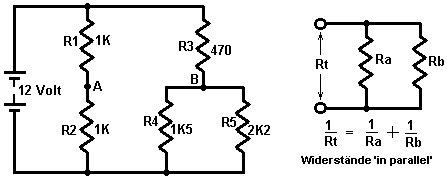 R1
1K
R3
470
12 Volt
A
B
R2
1K
R4
1K5
R5
2K2
Rt
Ra
Rb
1/Rt = 1/Ra + 1/Rb
Widerstände 'in parallel'